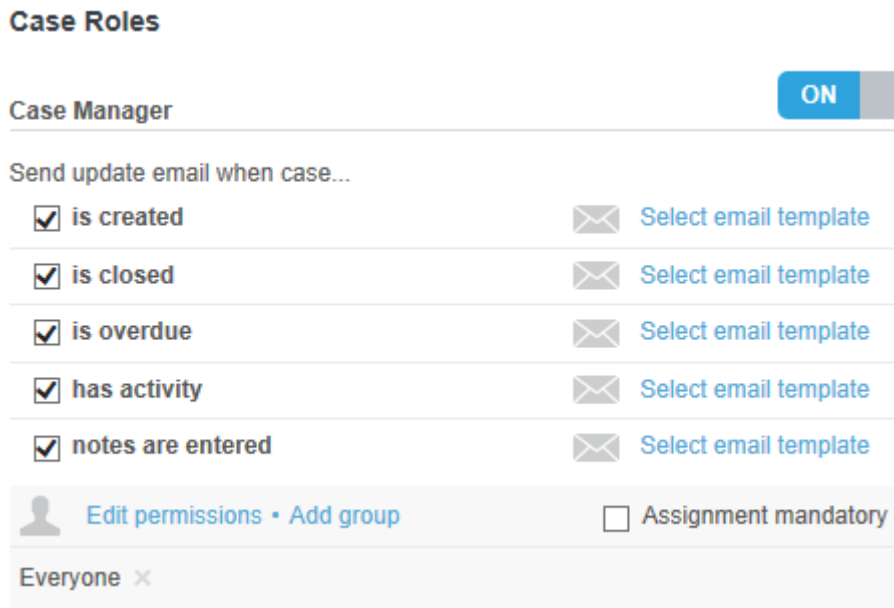 Case Roles
Case Manager ON
Send update email when case...
is created Select email template
is closed Select email template
is overdue Select email template
has activity Select email template
notes are entered Select email template
Edit permissions • Add group Assignment mandatory
Everyone ×